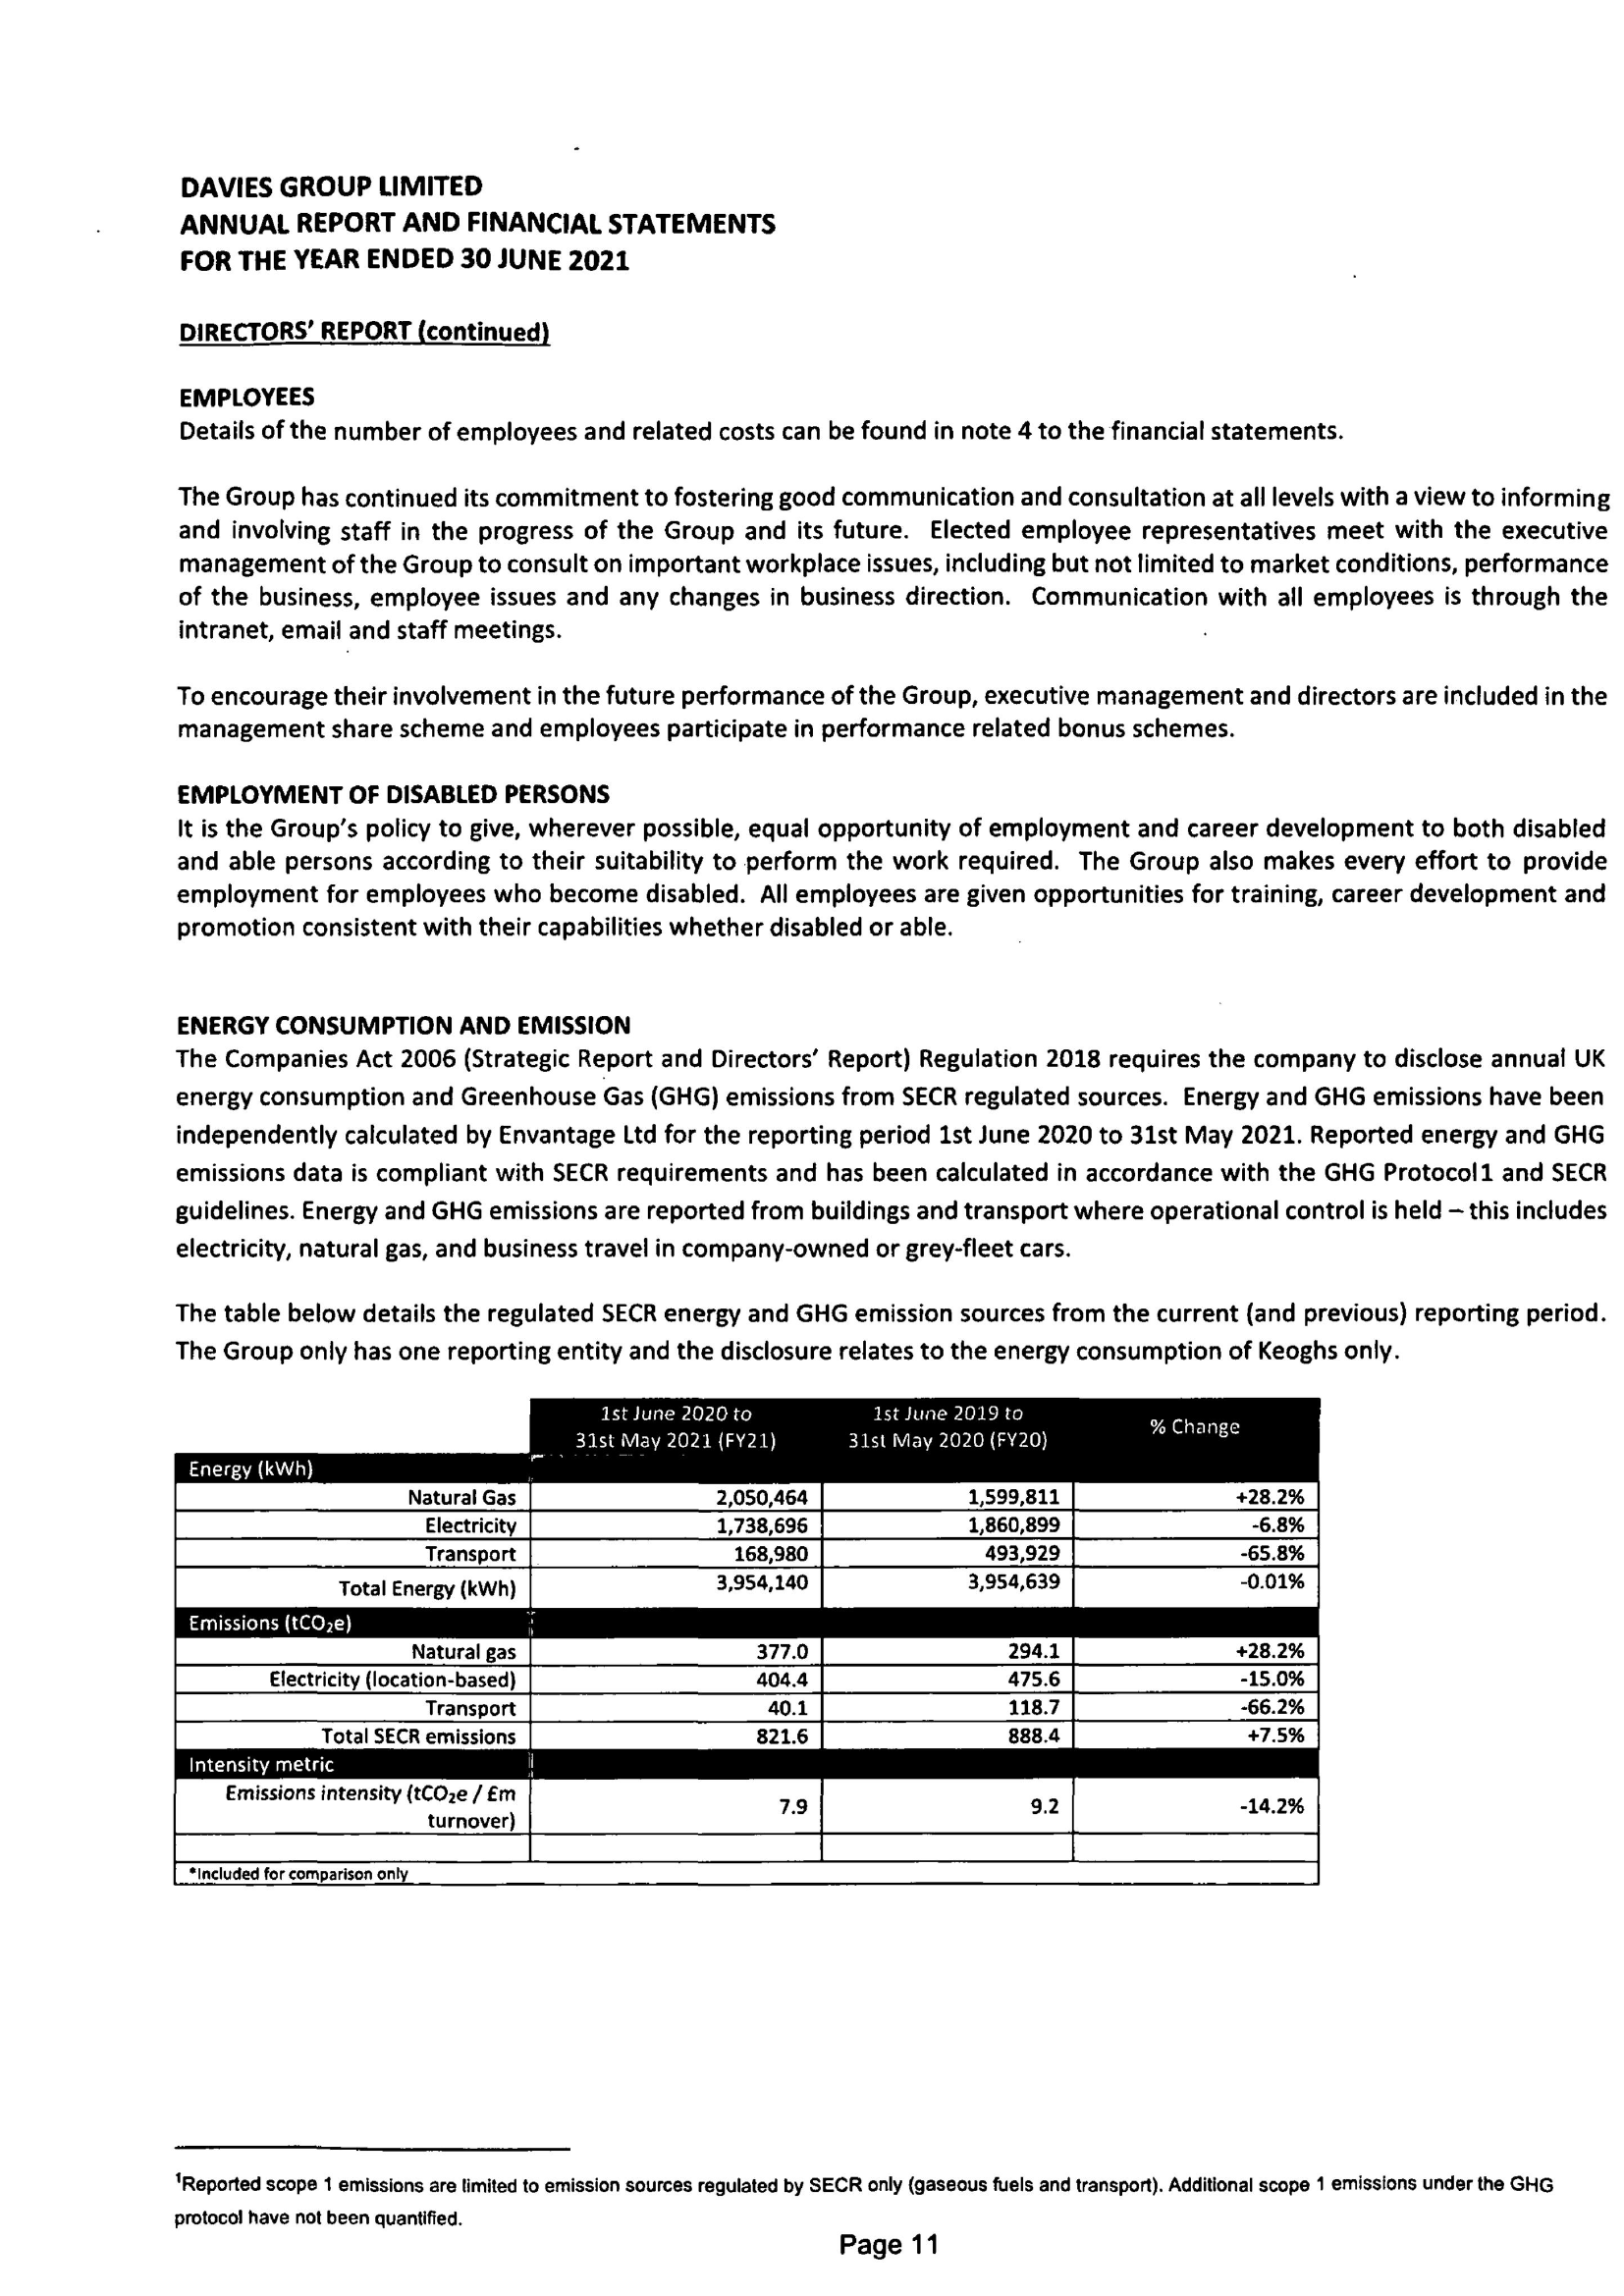 DAVIES GROUP LIMITED
ANNUAL REPORT AND FINANCIAL STATEMENTS
FOR THE YEAR ENDED 30 JUNE 2021
DIRECTORS' REPORT (continued)
EMPLOYEES
Details of the number of employees and related costs can be found in note 4 to the financial statements.
The Group has continued its commitment to fostering good communication and consultation at all levels with a view to informing
and involving staff in the progress of the Group and its future. Elected employee representatives meet with the executive
management of the Group to consult on important workplace issues, including but not limited to market conditions, performance
of the business, employee issues and any changes in business direction. Communication with all employees is through the
intranet, email and staff meetings.
To encourage their involvement in the future performance of the Group, executive management and directors are included in the
management share scheme and employees participate in performance related bonus schemes.
EMPLOYMENT OF DISABLED PERSONS
It is the Group's policy to give, wherever possible, equal opportunity of employment and career development to both disabled
and able persons according to their suitability to perform the work required. The Group also makes every effort to provide
employment for employees who become disabled. All employees are given opportunities for training, career development and
promotion consistent with their capabilities whether disabled or able.
ENERGY CONSUMPTION AND EMISSION
The Companies Act 2006 (Strategic Report and Directors' Report) Regulation 2018 requires the company to disclose annual UK
energy consumption and Greenhouse Gas (GHG) emissions from SECR regulated sources. Energy and GHG emissions have been
independently calculated by Envantage Ltd for the reporting period 1st June 2020 to 31st May 2021. Reported energy and GHG
emissions data is compliant with SECR requirements and has been calculated in accordance with the GHG Protocol1 and SECR
guidelines. Energy and GHG emissions are reported from buildings and transport where operational control is held – this includes
electricity, natural gas, and business travel in company-owned or grey-fleet cars.
The table below details the regulated SECR energy and GHG emission sources from the current (and previous) reporting period.
The Group only has one reporting entity and the disclosure relates to the energy consumption of Keoghs only.
1st June 2020 to 1st June 2019 to % Change
31st May 2021 (FY21) 31st May 2020 (FY20)
Energy (kWh)
Natural Gas 2,050,464 1,599,811 +28.2%
Electricity 1,738,696 1,860,899 -6.8%
Transport 168,980 493,929 -65.8%
Total Energy (kWh) 3,954,140 3,954,639 -0.01%
Emissions (tCO₂e)
Natural gas 377.0 294.1 +28.2%
Electricity (location-based) 404.4 475.6 -15.0%
Transport 40.1 118.7 -66.2%
Total SECR emissions 821.6 888.4 +7.5%
Intensity metric
Emissions intensity (tCO₂e / £m
turnover) 7.9 9.2 -14.2%
*Included for comparison only
¹Reported scope 1 emissions are limited to emission sources regulated by SECR only (gaseous fuels and transport). Additional scope 1 emissions under the GHG
protocol have not been quantified.
Page 11